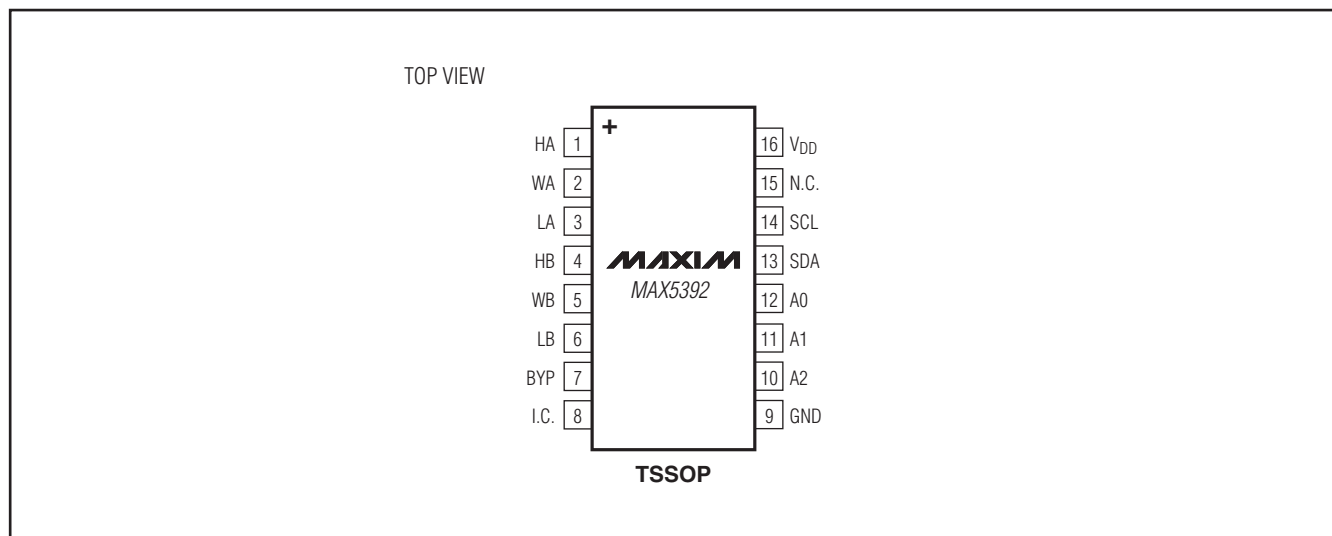 TOP VIEW
+
HA 1 16 VDD
WA 2 15 N.C.
LA 3 14 SCL
HB 4 MAXIM 13 SDA
WB 5 MAX5392 12 A0
LB 6 11 A1
BYP 7 10 A2
I.C. 8 9 GND
TSSOP